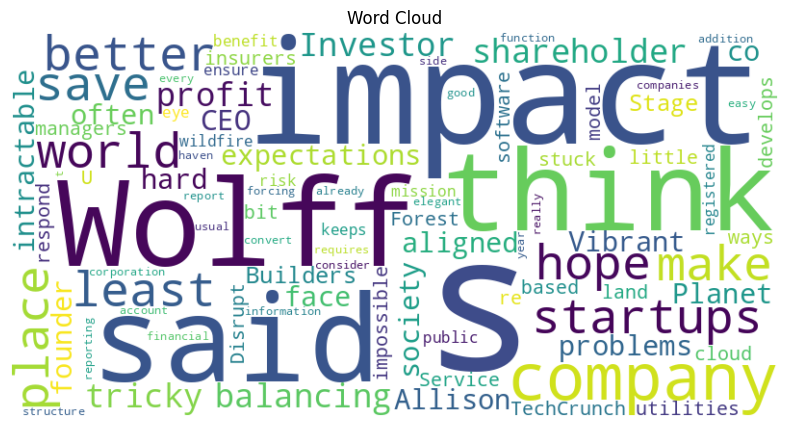 Word Cloud
benefit
insurers
ensure
every
eye
better
save
often
managers
profit
CEO
wildfire
haven
world
hard
u
t
intractable
respond
Investor
impact
side
good
shareholder
function
addition
co
companies
easy
Stage
model
software
develops
registered
expectations
stuck
little
think
Wolff
risk
bit
forcing
already
report
usual
convert
mission
elegant
Forest
keeps
requires
consider
really
year
ways
aligned
Vibrant
hope
make
place
founder
least
corporation
account
reporting
financial
said
Builders
face
Disrupt
information
impossible
society
S
re
based
land
Planet
public
startups
problems
cloud
Service
company
tricky
balancing
Allison
TechCrunch
utilities
structure